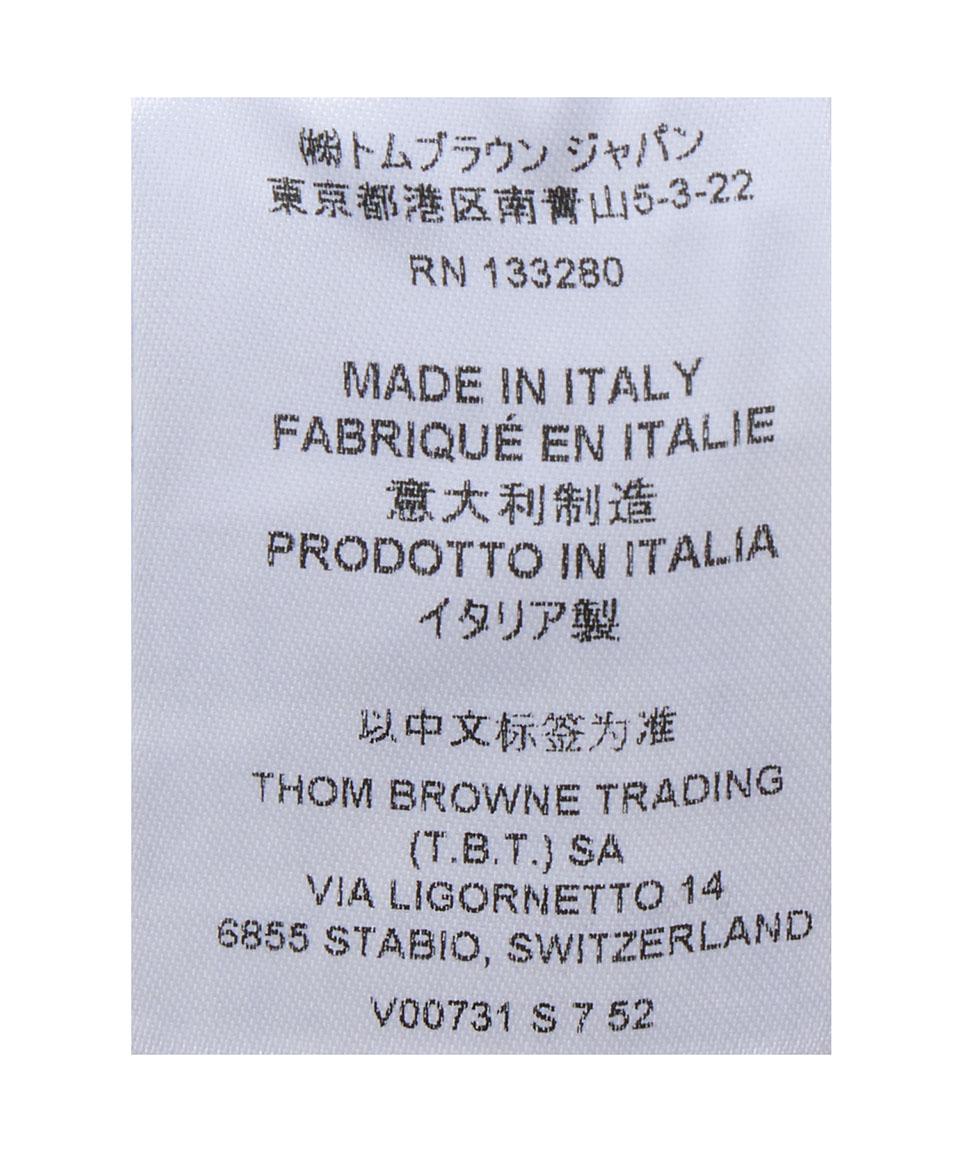 ㈱トムブラウン ジャパン
東京都港区南青山5-3-22
RN 133280
MADE IN ITALY
FABRIQUÉ EN ITALIE
意大利制造
PRODOTTO IN ITALIA
イタリア製
以中文标签为准
THOM BROWNE TRADING
(T.B.T.) SA
VIA LIGORNETTO 14
6855 STABIO, SWITZERLAND
V00731 S 7 52